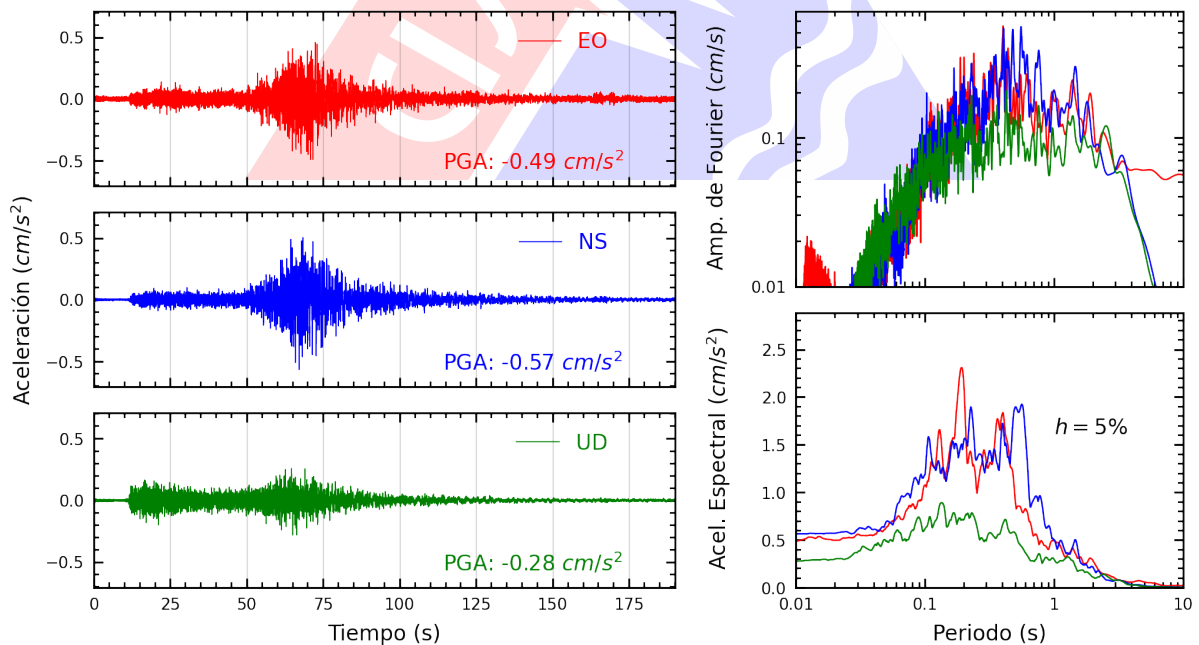 Aceleración (cm/s²)
0.5
0.0
−0.5
EO
PGA: -0.49 cm/s²
0.5
0.0
−0.5
NS
PGA: -0.57 cm/s²
0.5
0.0
−0.5
UD
PGA: -0.28 cm/s²
0 25 50 75 100 125 150 175
Tiempo (s)
Amp. de Fourier (cm/s)
0.1
0.01
Acel. Espectral (cm/s²)
2.5
2.0
1.5
1.0
0.5
0.0
h = 5%
0.01 0.1 1 10
Periodo (s)